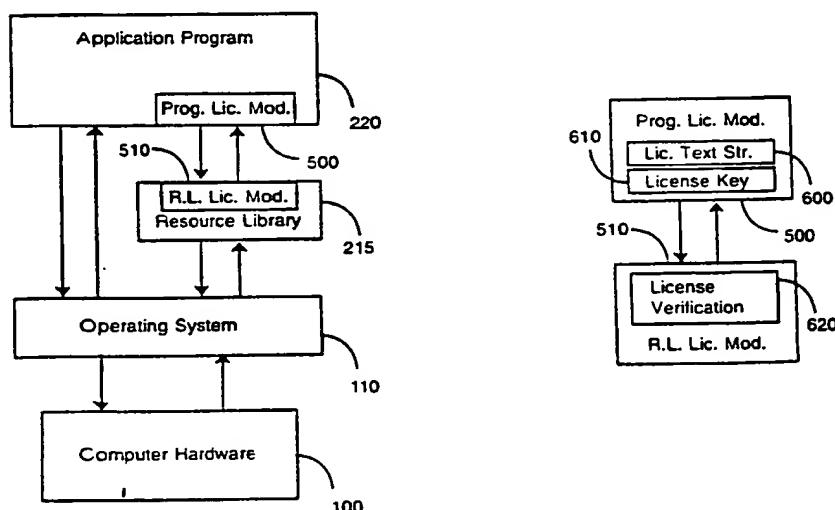 Application Program
Prog. Lic. Mod.
220
510
500
R.L. Lic. Mod.
Resource Library
215
Operating System
110
Computer Hardware
100
Prog. Lic. Mod.
610
Lic. Text Str.
License Key
600
510
500
License
Verification
620
R.L. Lic. Mod.